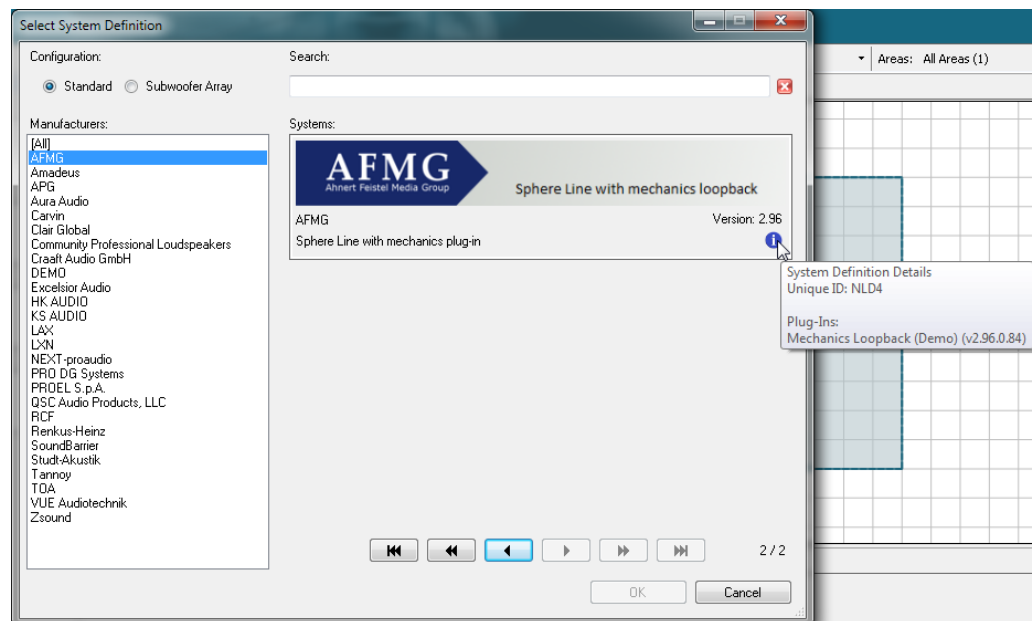 Select System Definition
Configuration:
Standard
Subwoofer Array
Search:
Manufacturers:
[All]
AFMG
Amadeus
APG
Aura Audio
Carvin
Clair Global
Community Professional Loudspeakers
Craaft Audio GmbH
DEMO
Excelsior Audio
HK AUDIO
KS AUDIO
LAX
LXN
NEXT-proaudio
PRO DG Systems
PROEL S.p.A.
QSC Audio Products, LLC
RCF
Renkus-Heinz
SoundBarrier
Studt-Akustik
Tannoy
TOA
VUE Audiotechnik
Zsound
Systems:
AFMG
Ahnert Feistel Media Group
Sphere Line with mechanics loopback
AFMG
Version: 2.96
Sphere Line with mechanics plug-in
i
System Definition Details
Unique ID: NLD4
Plug-Ins:
Mechanics Loopback (Demo) (v2.96.0.84)
2 / 2
OK
Cancel
Areas: All Areas (1)